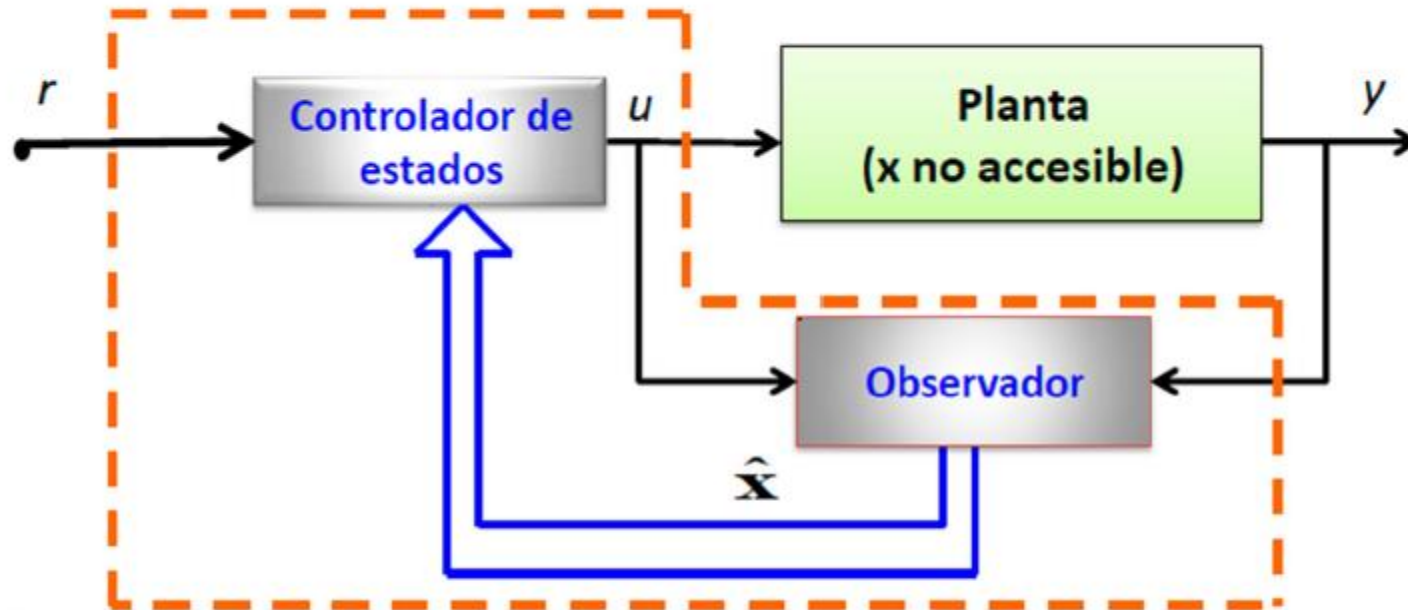 r
Controlador de
estados
u
Planta
(x no accesible)
y
Observador
x̂